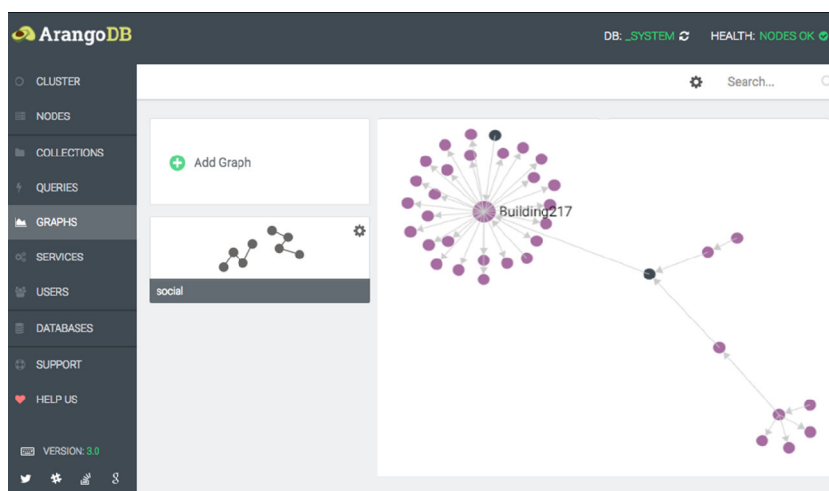 ArangoDB
DB: _SYSTEM
HEALTH: NODES OK
CLUSTER
Search...
NODES
COLLECTIONS
QUERIES
GRAPHS
SERVICES
USERS
DATABASES
SUPPORT
HELP US
VERSION: 3.0
Add Graph
social
Building217